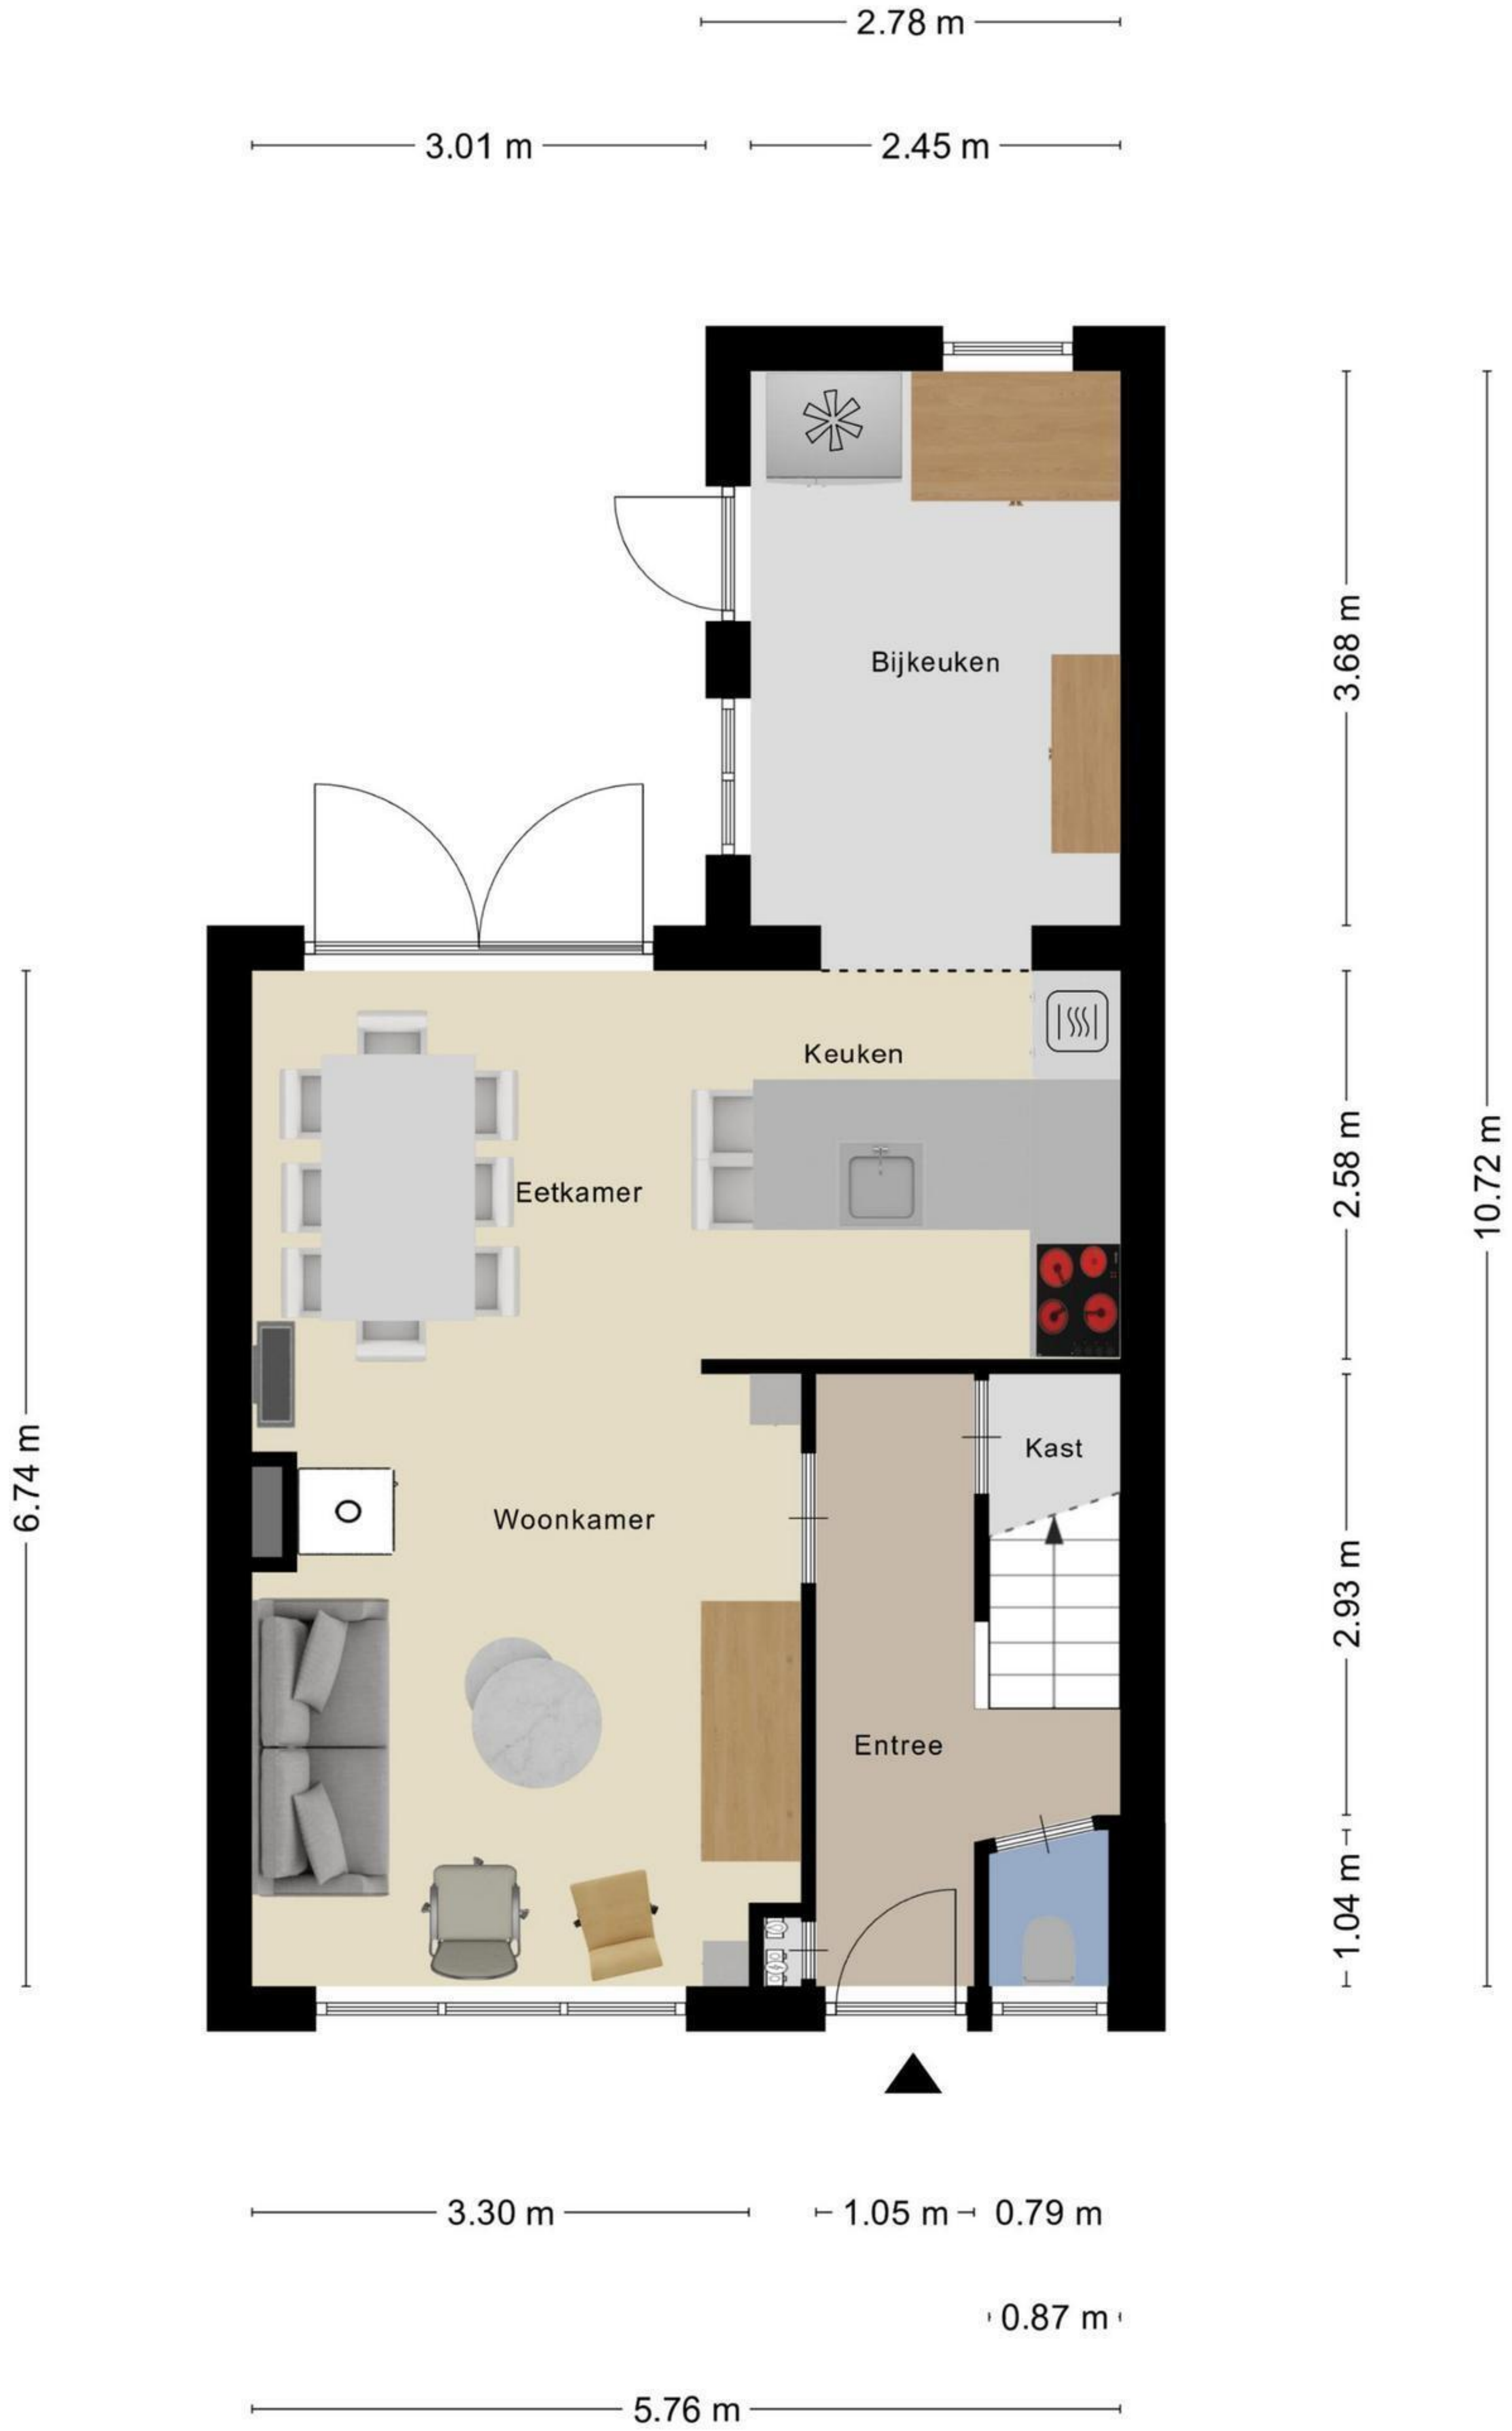 2.78 m
3.01 m
2.45 m
3.68 m
Bijkeuken
Keuken
2.58 m
10.72 m
Eetkamer
6.74 m
Kast
Woonkamer
2.93 m
Entree
1.04 m
3.30 m
1.05 m
0.79 m
0.87 m
5.76 m